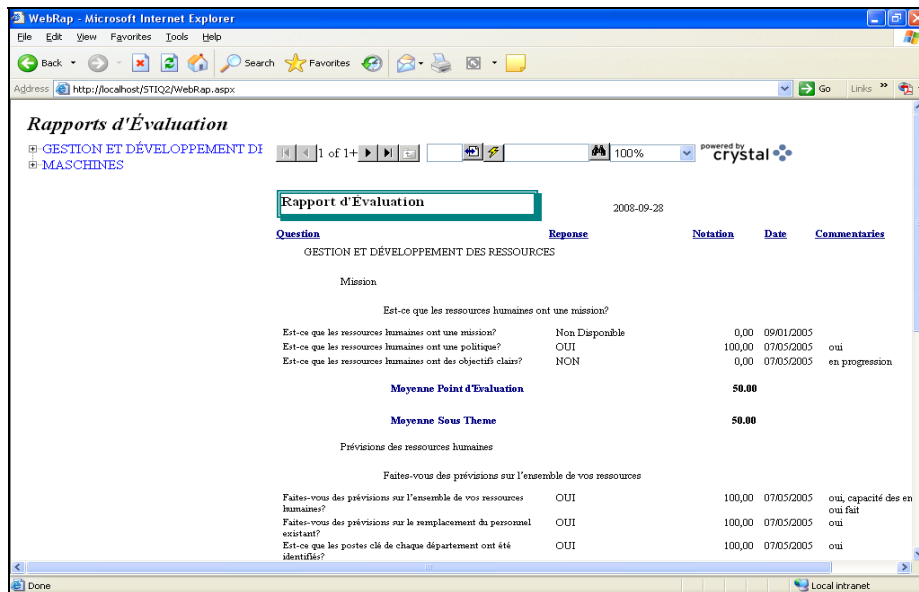 WebRap - Microsoft Internet Explorer
File Edit View Favorites Tools Help
Back Search Favorites
Address http://localhost/STIQ2/WebRap.aspx Go Links »
Rapports d'Évaluation
GESTION ET DÉVELOPPEMENT DE
MASCHINES
1 of 1+ 100% powered by crystal
Rapport d'Évaluation 2008-09-28
Question Reponse Notation Date Commentaries
GESTION ET DÉVELOPPEMENT DES RESSOURCES
Mission
Est-ce que les ressources humaines ont une mission?
Est-ce que les ressources humaines ont une mission? Non Disponible 0,00 09/01/2005
Est-ce que les ressources humaines ont une politique? OUI 100,00 07/05/2005 oui
Est-ce que les ressources humaines ont des objectifs clairs? NON 0,00 07/05/2005 en progression
Moyenne Point d'Evaluation 50.00
Moyenne Sous Theme 50.00
Prévisions des ressources humaines
Faites-vous des prévisions sur l'ensemble de vos ressources
Faites-vous des prévisions sur l'ensemble de vos ressources OUI 100,00 07/05/2005 oui, capacité des en
humaines? oui fait
Faites-vous des prévisions sur le remplacement du personnel OUI 100,00 07/05/2005 oui
existant?
Est-ce que les postes clé de chaque département ont été OUI 100,00 07/05/2005 oui
identifiés?
Done Local intranet